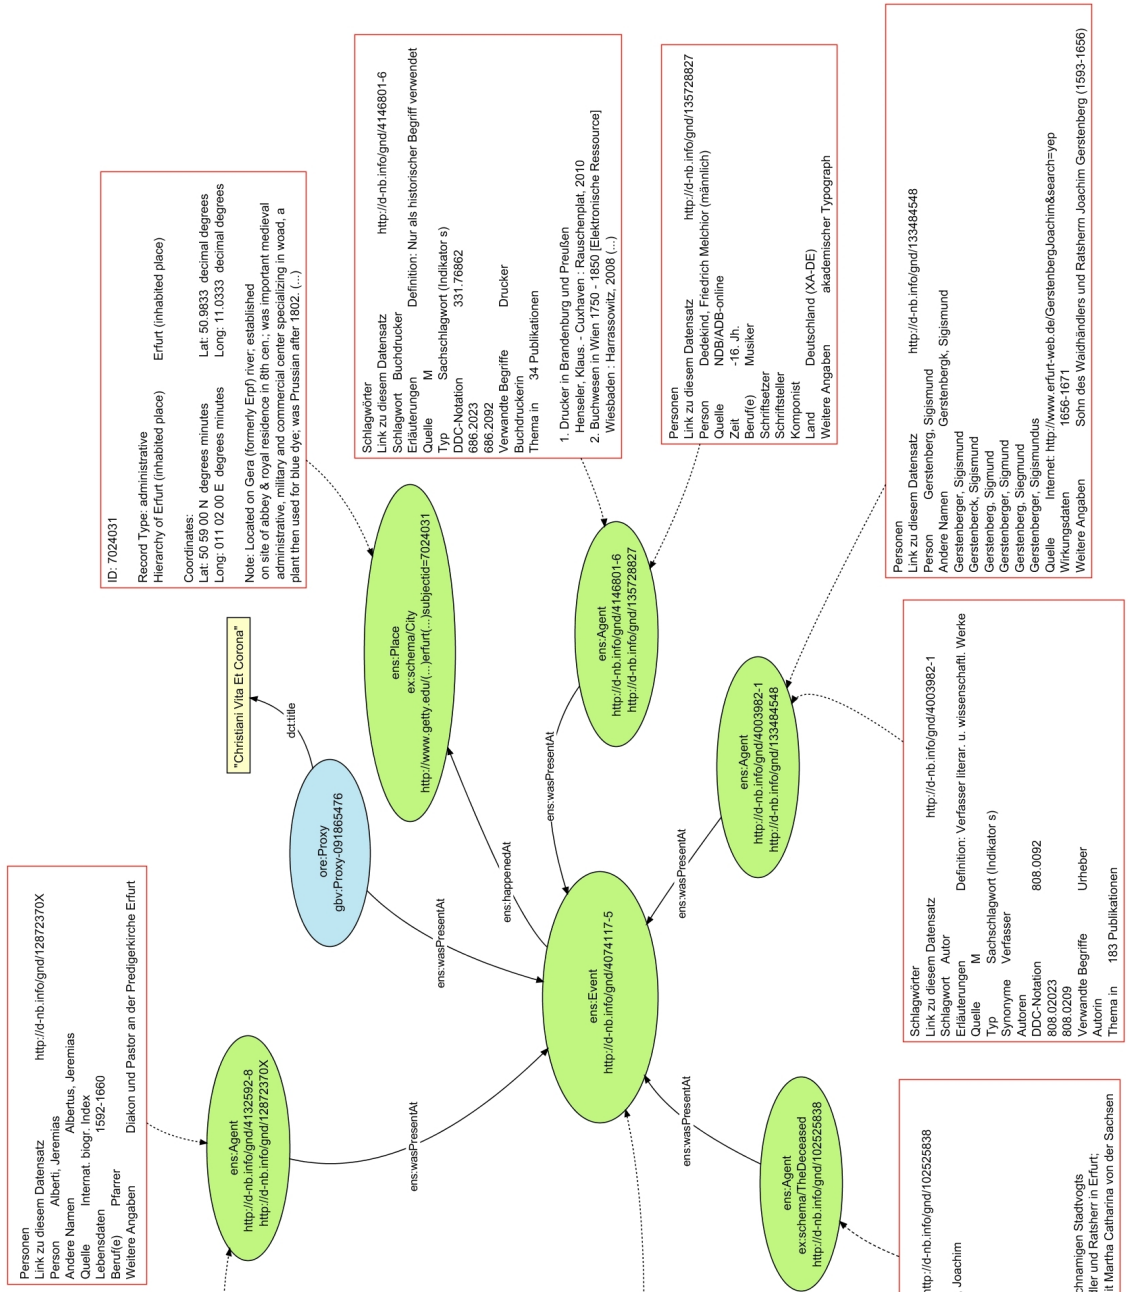 Personen
Link zu diesem Datensatz http://d-nb.info/gnd/12872370X
Person Alberti, Jeremias
Andere Namen Albertus, Jeremias
Quelle Internat. biogr. Index
Lebensdaten 1592-1660
Beruf(e) Pfarrer
Weitere Angaben Diakon und Pastor an der Predigerkirche Erfurt
ens:Agent
http://d-nb.info/gnd/4132592-8
http://d-nb.info/gnd/12872370X
ens:wasPresentAt
ore:Proxy
gbv:Proxy-091865476
dct:title
"Christiani Vita Et Corona"
ens:wasPresentAt
ID: 7024031
Record Type: administrative
Hierarchy of Erfurt (inhabited place) Erfurt (inhabited place)
Coordinates:
Lat: 50 59 00 N degrees minutes Lat: 50.9833 decimal degrees
Long: 011 02 00 E degrees minutes Long: 11.0333 decimal degrees
Note: Located on Gera (formerly Erpf) river; established
on site of abbey & royal residence in 8th cen.; was important medieval
administrative, military and commercial center specializing in woad, a
plant then used for blue dye; was Prussian after 1802. (...)
ens:Place
ex:schema/City
http://www.getty.edu/(...)erfurt(...)subjectid=7024031
ens:happenedAt
Schlagwörter
Link zu diesem Datensatz http://d-nb.info/gnd/4146801-6
Schlagwort Buchdrucker
Erläuterungen Definition: Nur als historischer Begriff verwendet
Quelle M
Typ Sachschlagwort (Indikator s)
DDC-Notation 331.76862
686.2023
686.2092
Verwandte Begriffe Drucker
Buchdruckerin
Thema in 34 Publikationen
1. Drucker in Brandenburg und Preußen
Henseler, Klaus. - Cuxhaven : Rauschenplat, 2010
2. Buchwesen in Wien 1750 - 1850 [Elektronische Ressource]
Wiesbaden : Harrassowitz, 2008 (...)
Personen
Link zu diesem Datensatz http://d-nb.info/gnd/135728827
Person Dedekind, Friedrich Melchior (männlich)
Quelle NDB/ADB-online
Zeit -16. Jh.
Beruf(e) Musiker
Schriftsetzer
Schriftsteller
Komponist
Land Deutschland (XA-DE)
Weitere Angaben akademischer Typograph
ens:Agent
http://d-nb.info/gnd/4146801-6
http://d-nb.info/gnd/135728827
ens:wasPresentAt
ens:Event
http://d-nb.info/gnd/4074117-5
Personen
Link zu diesem Datensatz http://d-nb.info/gnd/133484548
Person Gerstenberg, Sigismund
Andere Namen Gerstenbergk, Sigismund
Gerstenberger, Sigismund
Gerstenberck, Sigismund
Gerstenberg, Sigmund
Gerstenberger, Sigmund
Gerstenberg, Siegmund
Gerstenberger, Sigismundus
Quelle Internet: http://www.erfurt-web.de/GerstenbergJoachim&search=yep
Wirkungsdaten 1656-1671
Weitere Angaben Sohn des Waidhändlers und Ratsherrn Joachim Gerstenberg (1593-1656)
ens:Agent
http://d-nb.info/gnd/4003982-1
http://d-nb.info/gnd/133484548
ens:wasPresentAt
Schlagwörter
Link zu diesem Datensatz http://d-nb.info/gnd/4003982-1
Schlagwort Autor
Erläuterungen Definition: Verfasser literar. u. wissenschaftl. Werke
Quelle M
Typ Sachschlagwort (Indikator s)
Synonyme Verfasser
Autoren
DDC-Notation 808.0092
808.02023
808.0209
Verwandte Begriffe Urheber
Autorin
Thema in 183 Publikationen
ens:Agent
ex:schema/TheDeceased
http://d-nb.info/gnd/102525838
ens:wasPresentAt
http://d-nb.info/gnd/102525838
Joachim
chnamigen Stadtvogts
dler und Ratsherr in Erfurt;
it Martha Catharina von der Sachsen